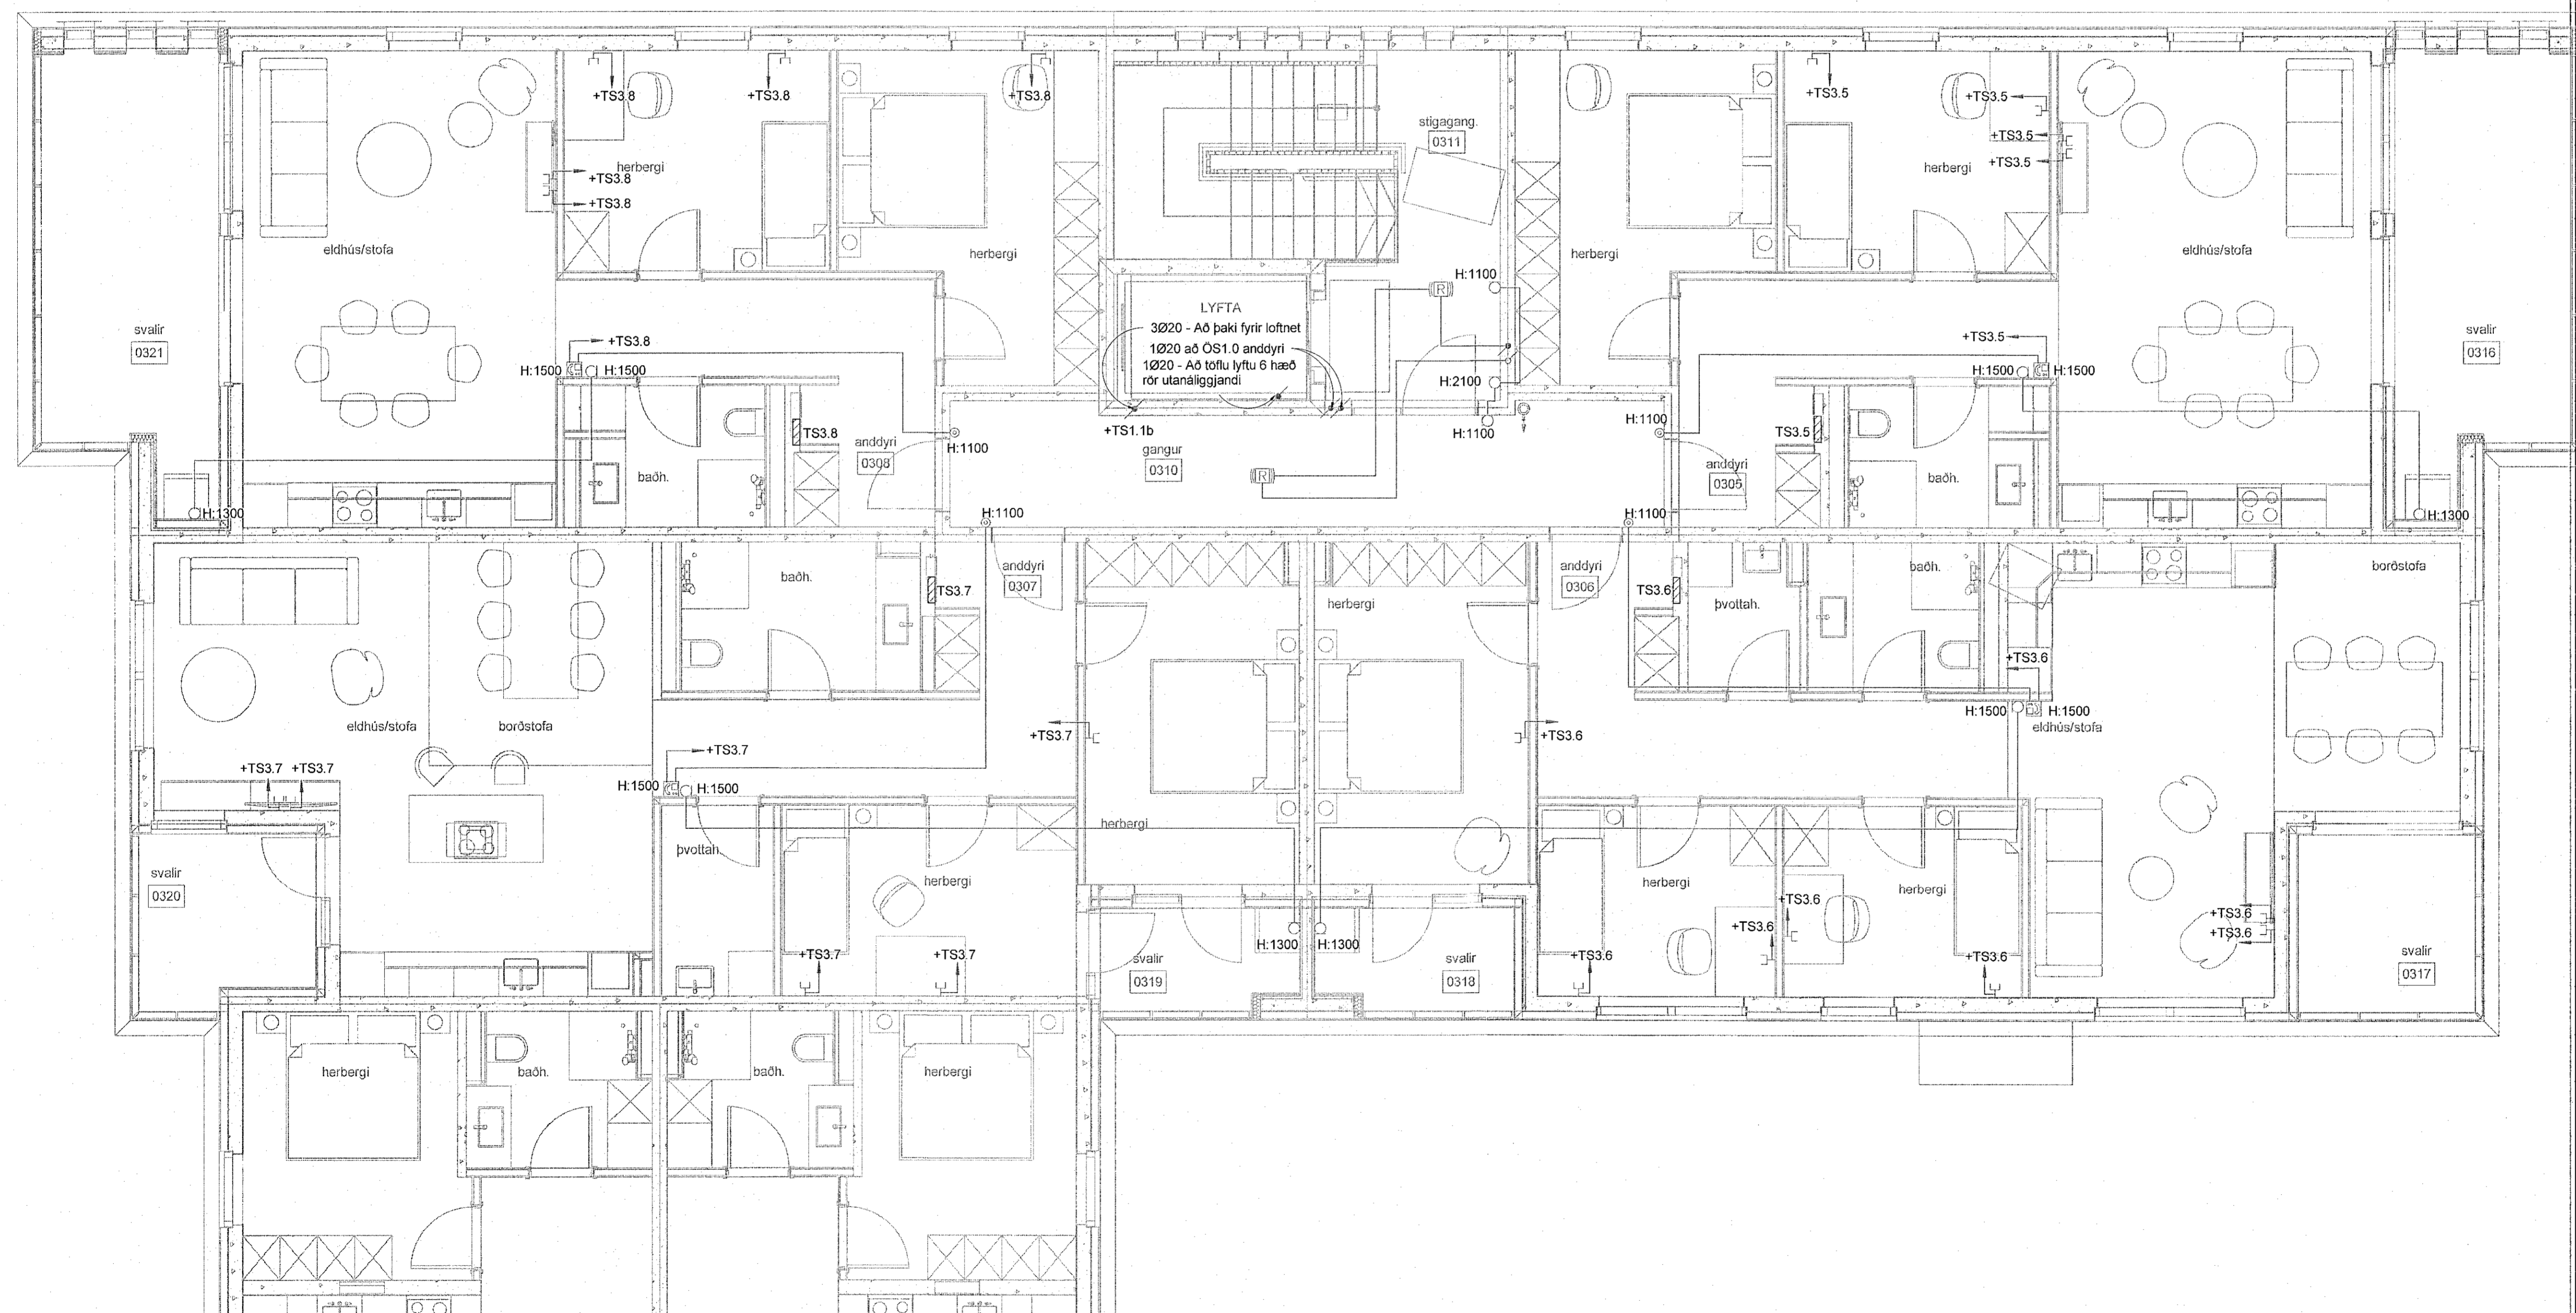 +TS3.8
+TS3.8
+TS3.8
+TS3.5
+TS3.5
stigagang.
0311
+TS3.5
+TS3.5
herbergi
+TS3.8
+TS3.8
herbergi
eldhús/stofa
herbergi
herbergi
eldhús/stofa
H:1100
LYFTA
3Ø20 - Að þaki fyrir loftnet
1Ø20 að ÖS1.0 anddyri
1Ø20 - Að töflu lyftu 6 hæð
rör utanáliggjandi
R
svalir
0321
+TS3.8
+TS3.5
svalir
0316
H:1500
H:1500
H:2100
H:1500
H:1500
+TS1.1b
H:1100
H:1100
TS3.8
anddyri
0308
H:1100
gangur
0310
R
TS3.5
anddyri
0305
baðh.
baðh.
H:1300
H:1100
H:1100
H:1300
anddyri
0307
anddyri
0306
baðh.
borðstofa
baðh.
TS3.7
herbergi
TS3.6
þvottah.
+TS3.6
eldhús/stofa
borðstofa
+TS3.7
+TS3.6
H:1500
H:1500
eldhús/stofa
+TS3.7
+TS3.7
+TS3.7
H:1500
H:1500
herbergi
þvottah.
svalir
0320
herbergi
herbergi
herbergi
+TS3.6
+TS3.6
+TS3.6
+TS3.6
H:1300
H:1300
+TS3.7
+TS3.7
+TS3.6
+TS3.6
svalir
0319
svalir
0318
svalir
0317
herbergi
baðh.
baðh.
herbergi